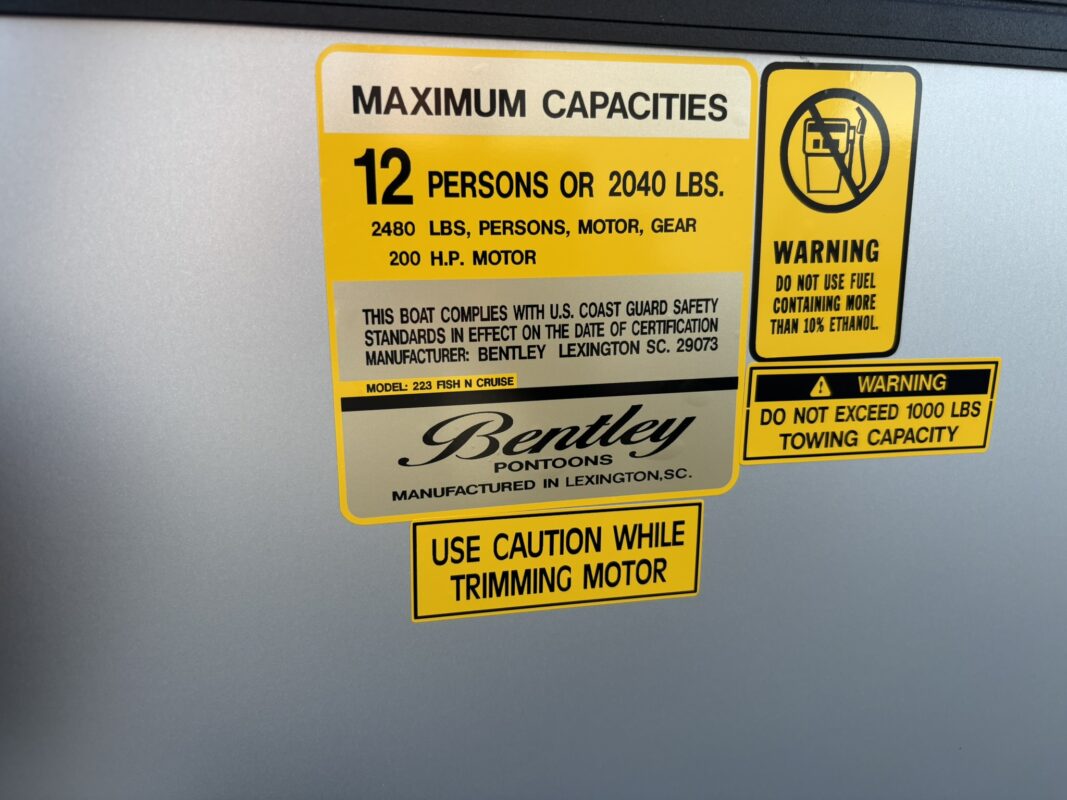 MAXIMUM CAPACITIES
12 PERSONS OR 2040 LBS.
2480 LBS, PERSONS, MOTOR, GEAR
200 H.P. MOTOR
THIS BOAT COMPLIES WITH U.S. COAST GUARD SAFETY
STANDARDS IN EFFECT ON THE DATE OF CERTIFICATION
MANUFACTURER: BENTLEY LEXINGTON SC. 29073
MODEL: 223 FISH N CRUISE
Bentley
PONTOONS
MANUFACTURED IN LEXINGTON,SC.
USE CAUTION WHILE
TRIMMING MOTOR
WARNING
DO NOT USE FUEL
CONTAINING MORE
THAN 10% ETHANOL.
WARNING
DO NOT EXCEED 1000 LBS
TOWING CAPACITY